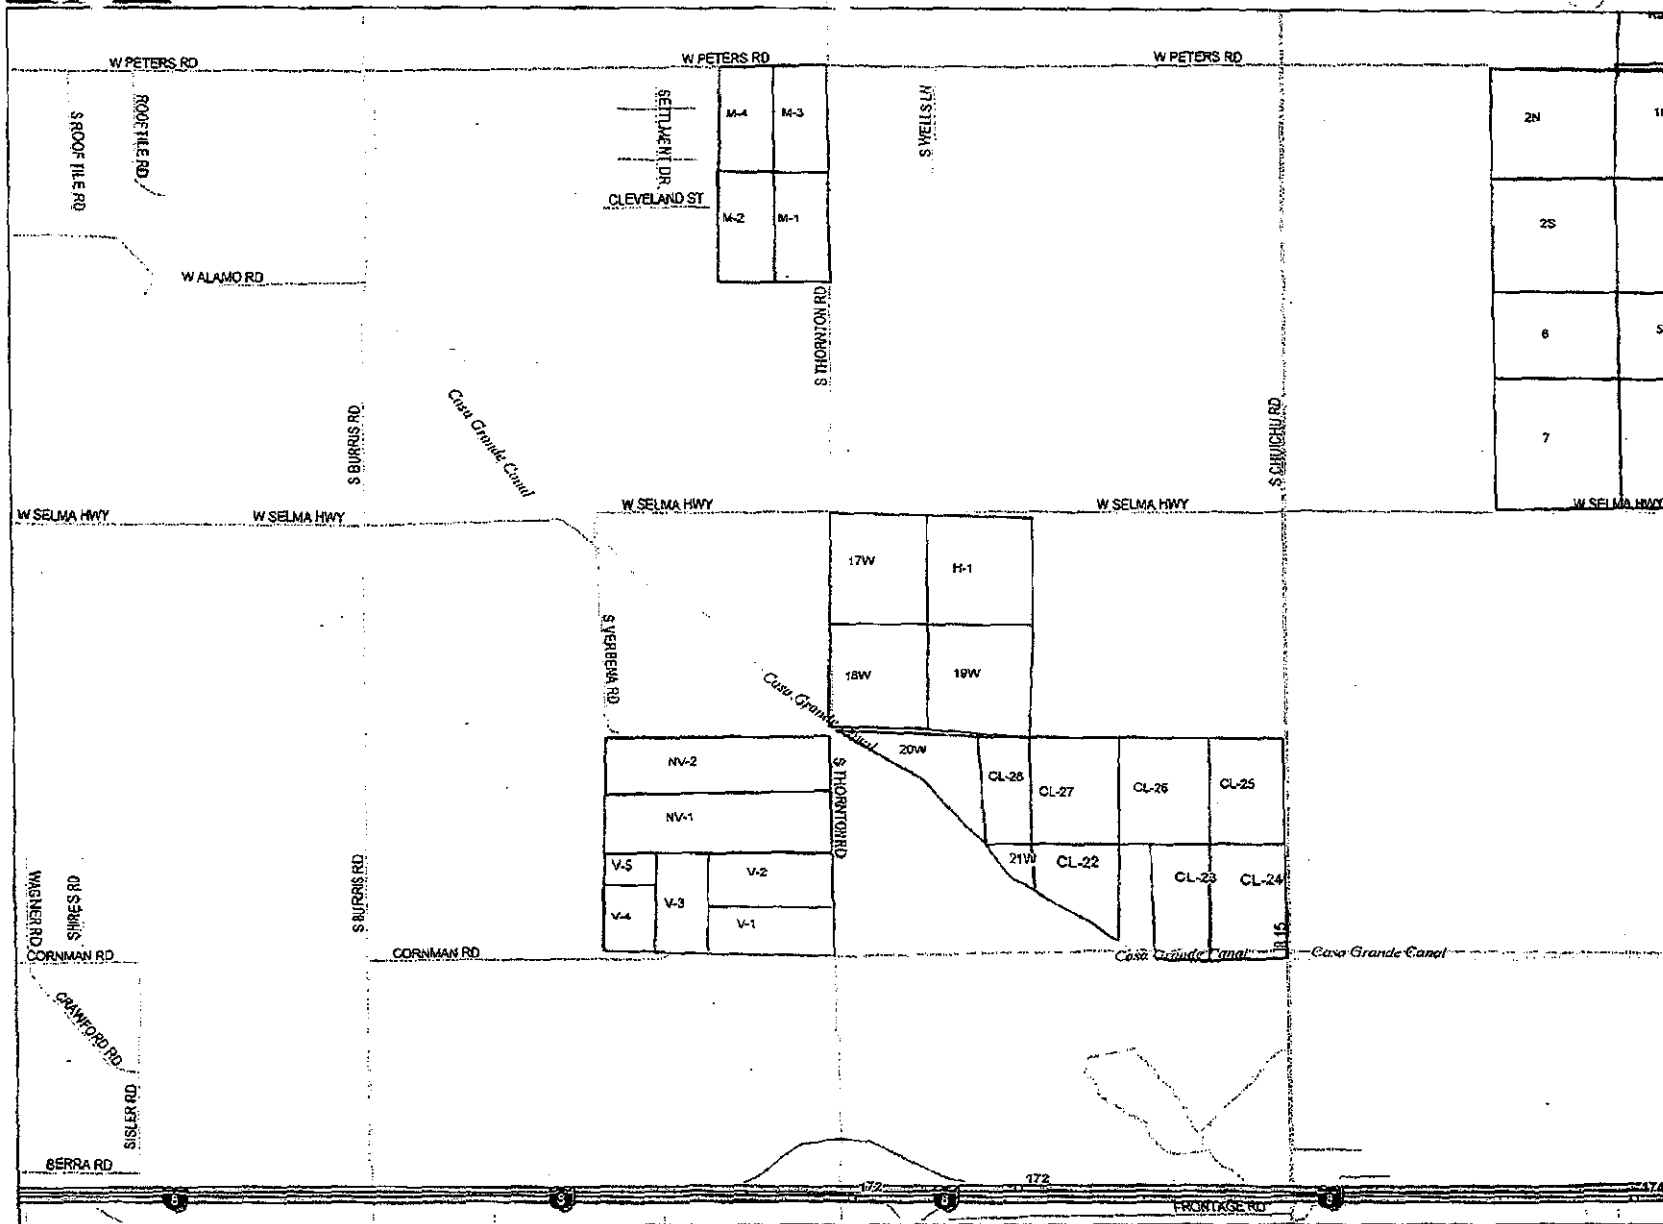 W PETERS RD
W PETERS RD
W PETERS RD
S ROOF TILE RD
ROOFTILE RD
SETTLMENT DR
M-4
M-3
S WELLS LN
2N
CLEVELAND ST
M-2
M-1
2S
W ALAMO RD
S THORNTON RD
6
Casa Grande Canal
S BURRIS RD
S CHUICHU RD
7
W SELMA HWY
W SELMA HWY
W SELMA HWY
W SELMA HWY
W SELMA HWY
17W
H-1
S VERBENA RD
18W
19W
Casa Grande Canal
20W
NV-2
S THORNTON RD
CL-28
CL-27
CL-26
CL-25
NV-1
V-5
V-2
21W
CL-22
CL-23
CL-24
WAGNER RD
SHIRES RD
S BURRIS RD
V-4
V-3
V-1
IR 15
CORNMAN RD
CORNMAN RD
Casa Grande Canal
Casa Grande Canal
CRAWFORD RD
SISLER RD
BERRA RD
172
172
174
8
8
8
8
FRONTAGE RD